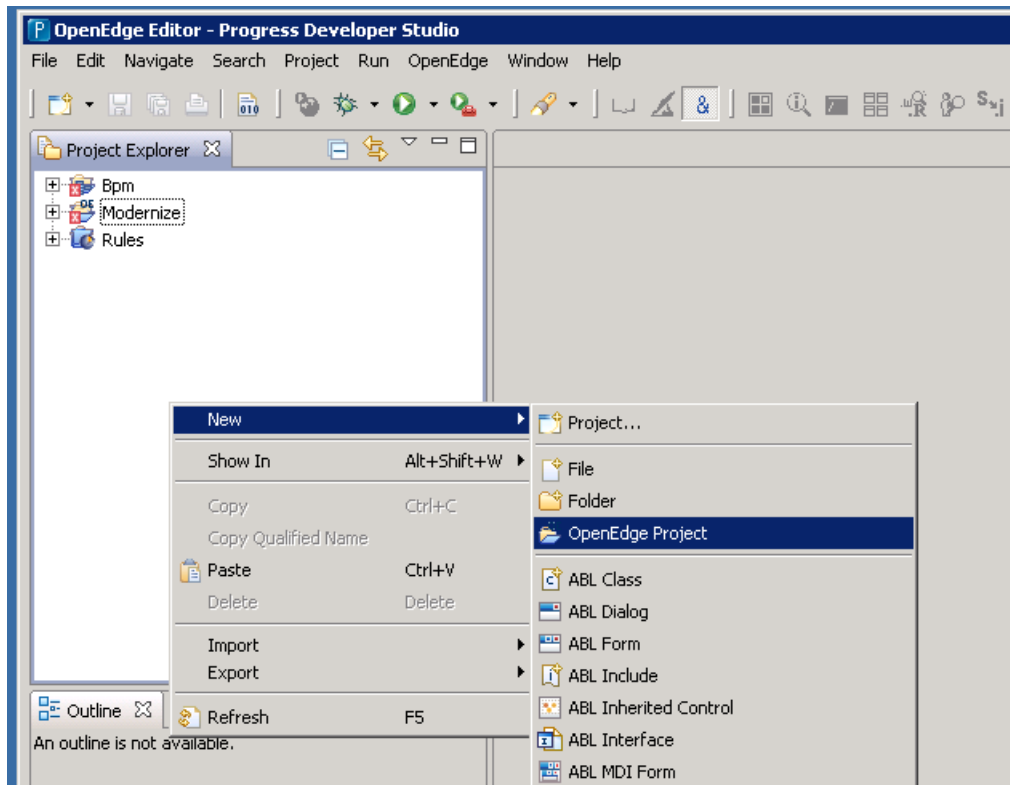 OpenEdge Editor - Progress Developer Studio
File Edit Navigate Search Project Run OpenEdge Window Help
010 &
Project Explorer
Bpm
OE Modernize
Rules
New
Show In Alt+Shift+W
Copy Ctrl+C
Copy Qualified Name
Paste Ctrl+V
Delete Delete
Import
Export
Refresh F5
Project...
File
Folder
OpenEdge Project
ABL Class
ABL Dialog
ABL Form
ABL Include
ABL Inherited Control
ABL Interface
ABL MDI Form
Outline
An outline is not available.